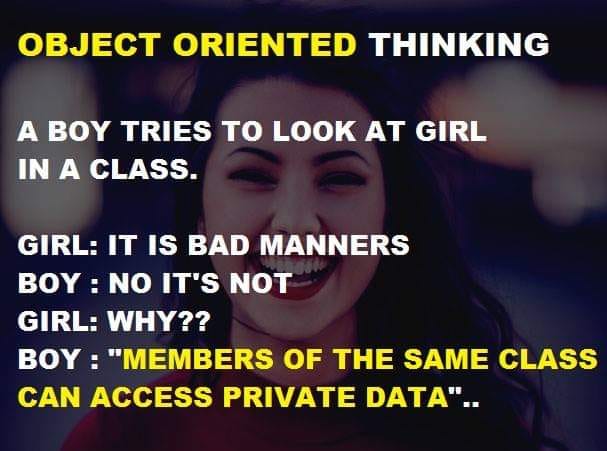 OBJECT ORIENTED THINKING
A BOY TRIES TO LOOK AT GIRL
IN A CLASS.
GIRL: IT IS BAD MANNERS
BOY : NO IT'S NOT
GIRL: WHY??
BOY : "MEMBERS OF THE SAME CLASS
CAN ACCESS PRIVATE DATA"..